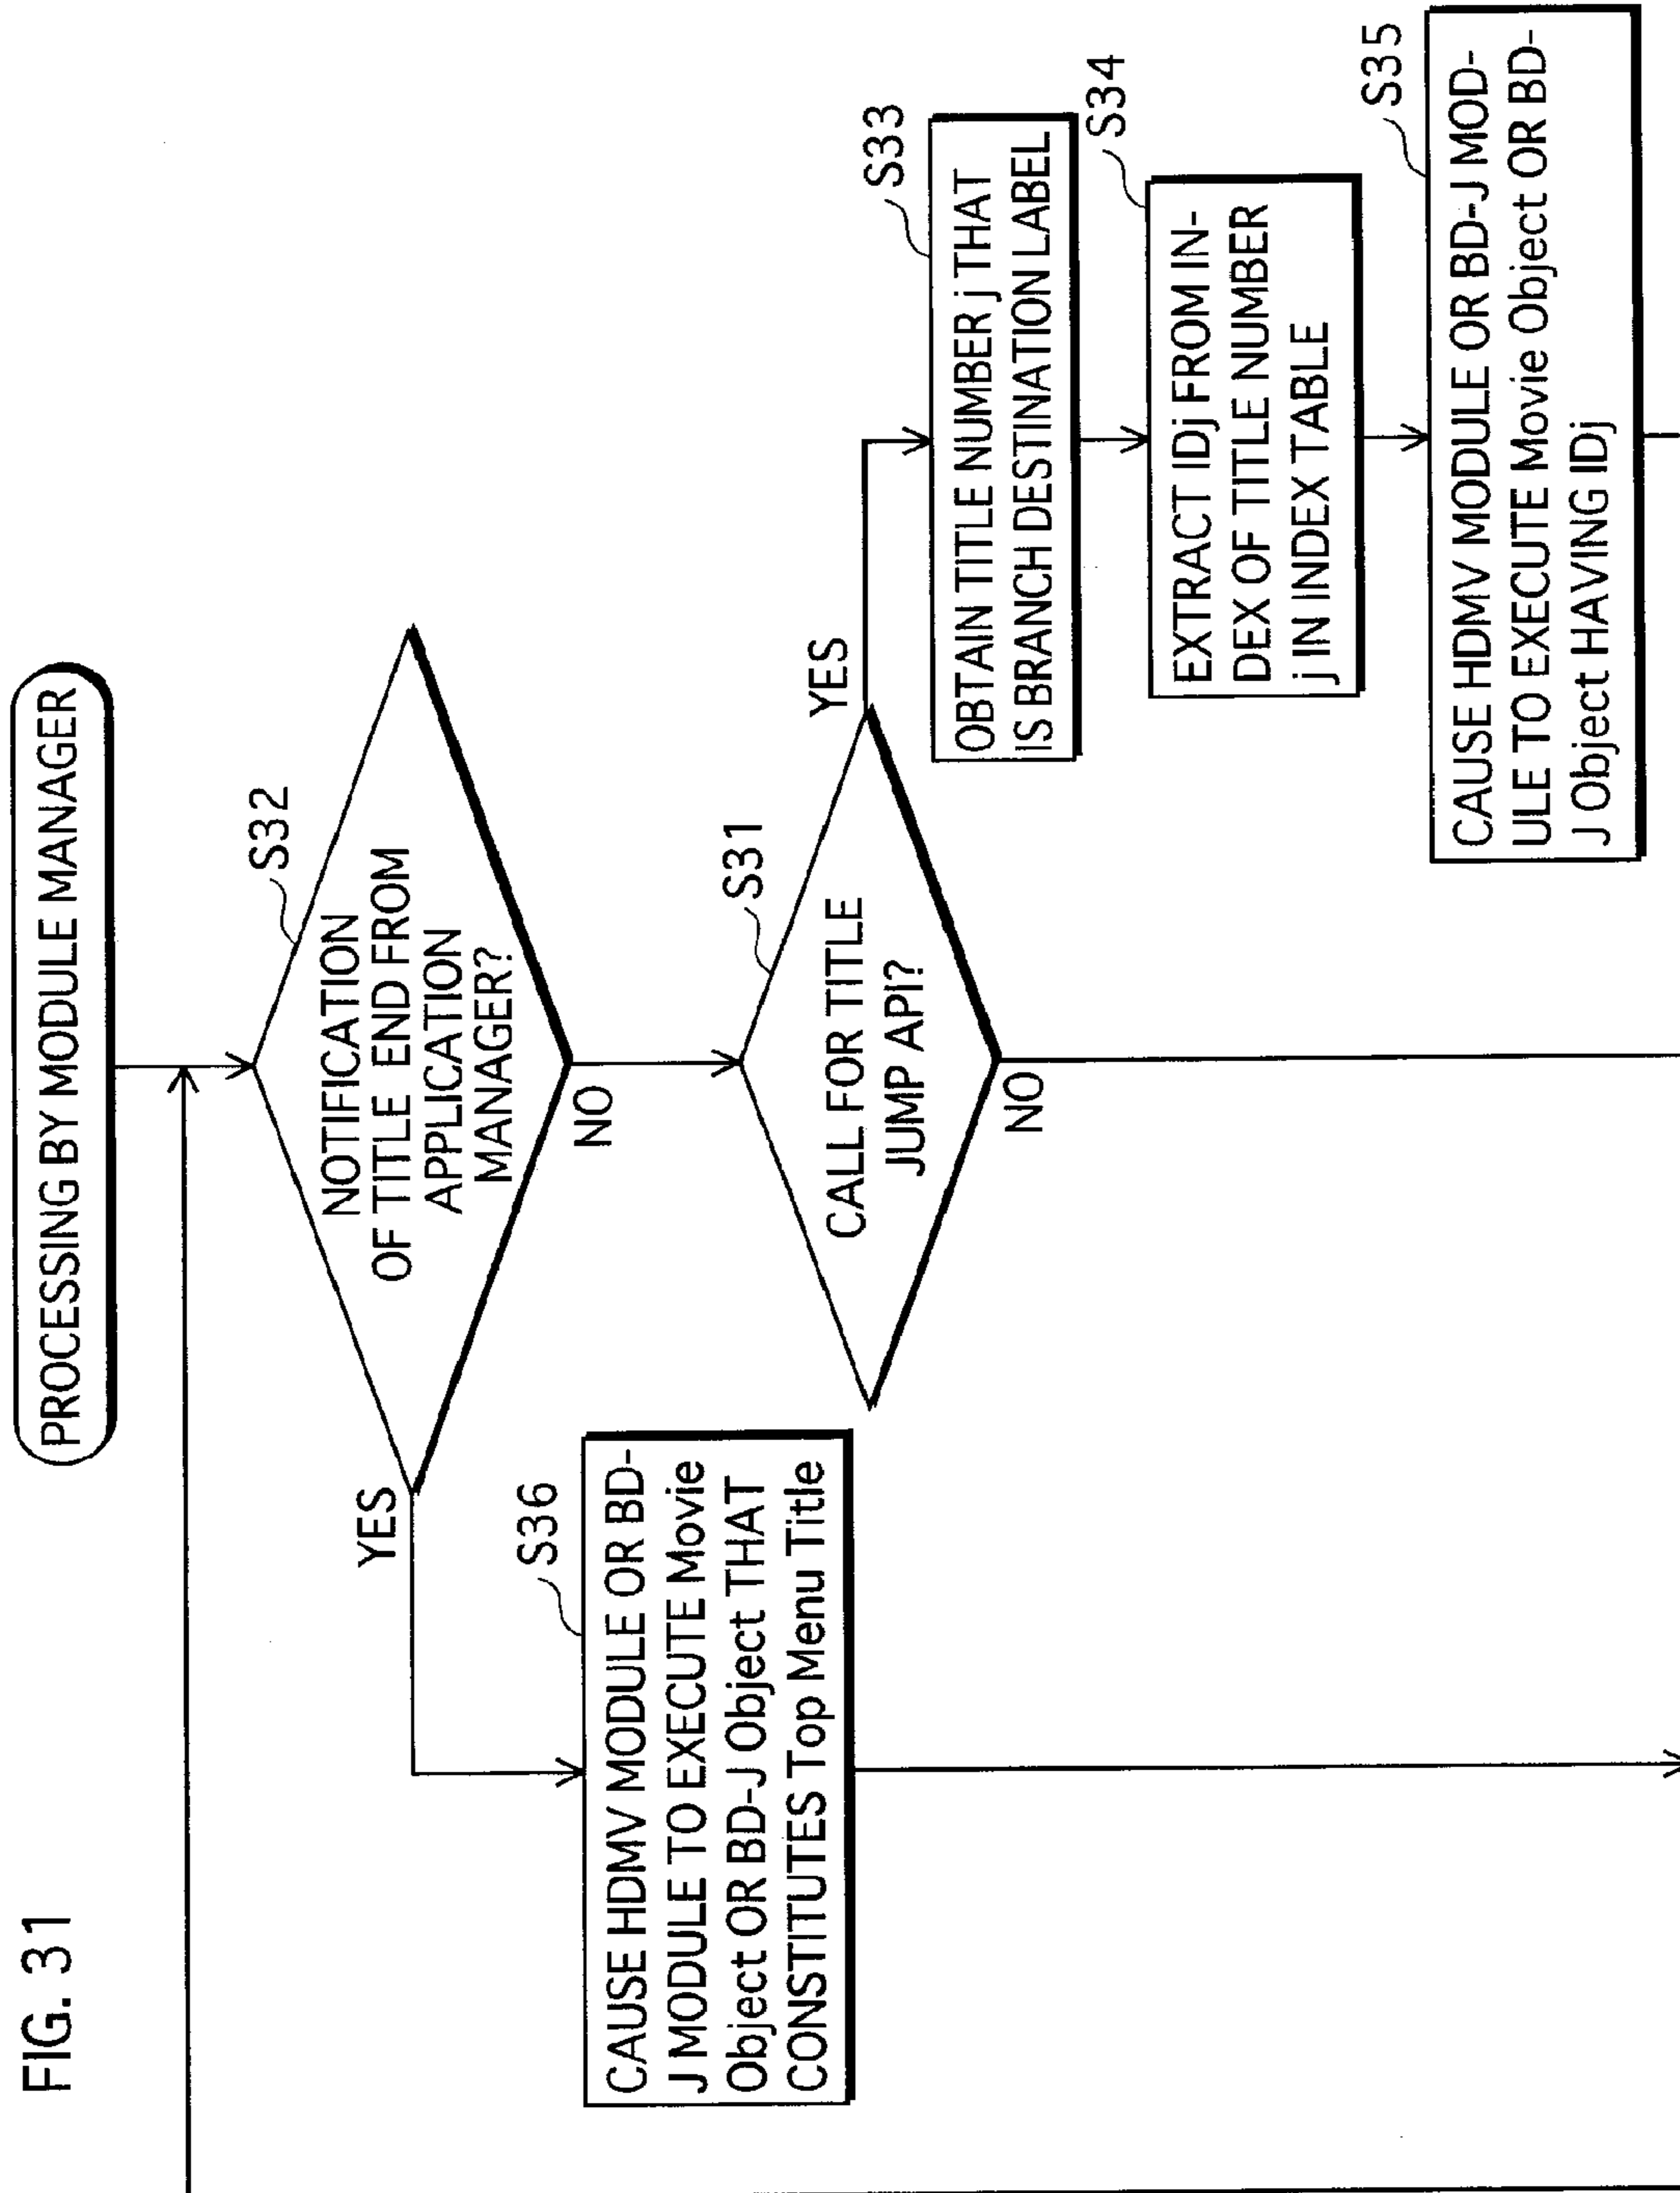 FIG. 31
PROCESSING BY MODULE MANAGER
S32
NOTIFICATION
OF TITLE END FROM
APPLICATION
MANAGER?
YES
NO
S36
CAUSE HDMV MODULE OR BD-
J MODULE TO EXECUTE Movie
Object OR BD-J Object THAT
CONSTITUTES Top Menu Title
S31
CALL FOR TITLE
JUMP API?
YES
NO
S33
OBTAIN TITLE NUMBER j THAT
IS BRANCH DESTINATION LABEL
S34
EXTRACT IDj FROM IN-
DEX OF TITLE NUMBER
j IN INDEX TABLE
S35
CAUSE HDMV MODULE OR BD-J MOD-
ULE TO EXECUTE Movie Object OR BD-
J Object HAVING IDj